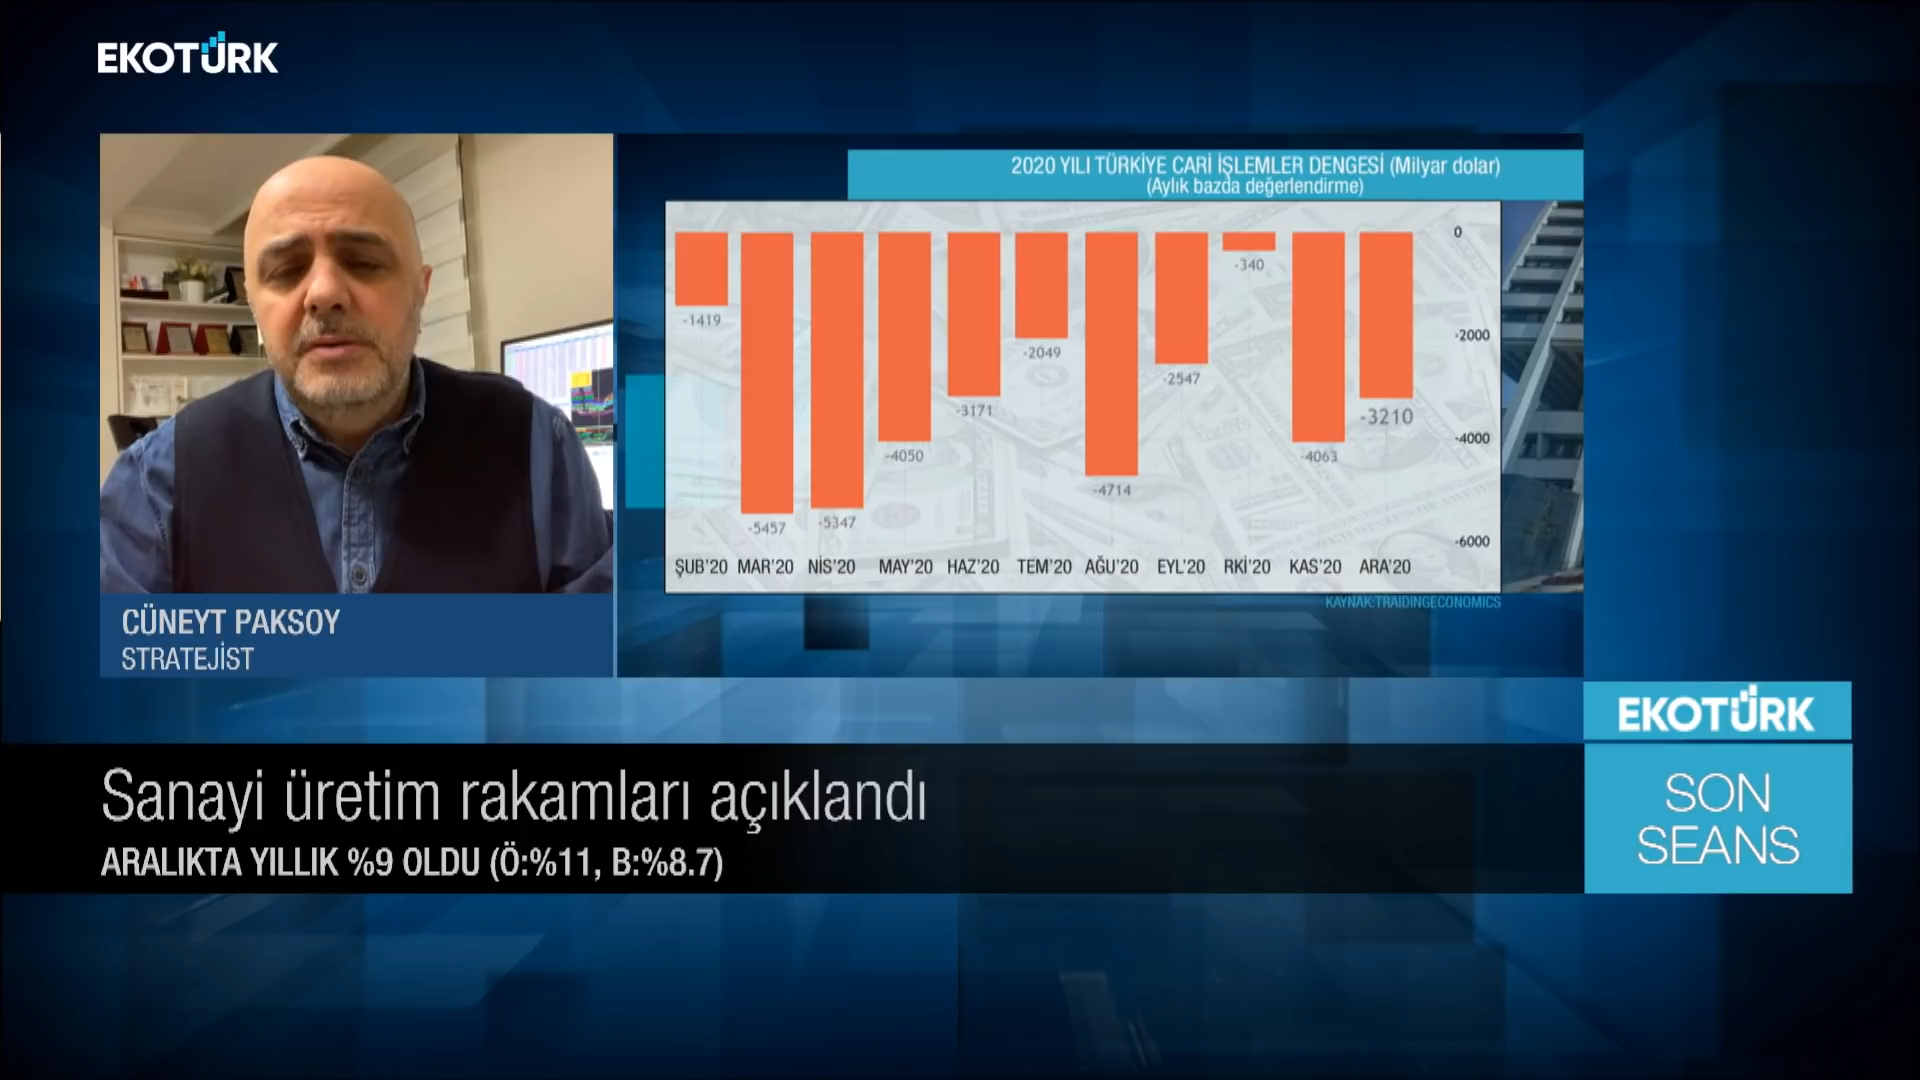 EKOTÜRK
2020 YILI TÜRKİYE CARİ İŞLEMLER DENGESİ (Milyar dolar)
(Aylık bazda değerlendirme)
0
-2000
-4000
-6000
-1419
-5457
-5347
-4050
-3171
-2049
-4714
-2547
-340
-4063
-3210
ŞUB'20 MAR'20 NİS'20 MAY'20 HAZ'20 TEM'20 AĞU'20 EYL'20 RKİ'20 KAS'20 ARA'20
KAYNAK:TRAIDINGECONOMICS
CÜNEYT PAKSOY
STRATEJİST
EKOTÜRK
SON
SEANS
Sanayi üretim rakamları açıklandı
ARALIKTA YILLIK %9 OLDU (Ö:%11, B:%8.7)